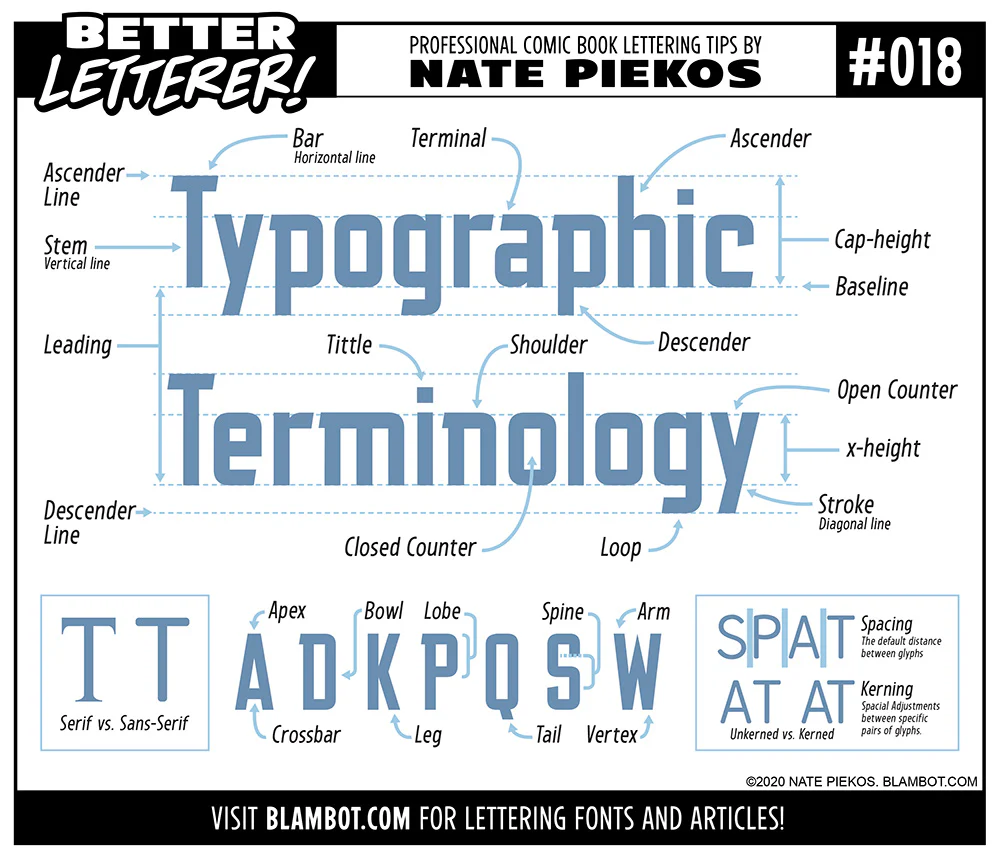 BETTER
LETTERER!
PROFESSIONAL COMIC BOOK LETTERING TIPS BY
NATE PIEKOS
#018
Bar
Horizontal line
Terminal
Ascender
Ascender
Line
Stem
Vertical line
Typographic
Cap-height
Baseline
Leading
Tittle
Shoulder
Descender
Open Counter
Terminology
x-height
Descender
Line
Stroke
Diagonal line
Closed Counter
Loop
T T
Serif vs. Sans-Serif
Apex
Bowl
Lobe
Spine
Arm
A D K P Q S W
Crossbar
Leg
Tail
Vertex
SPAT
Spacing
The default distance
between glyphs
AT AT
Kerning
Spacial Adjustments
between specific
pairs of glyphs.
Unkerned vs. Kerned
©2020 NATE PIEKOS. BLAMBOT.COM
VISIT BLAMBOT.COM FOR LETTERING FONTS AND ARTICLES!